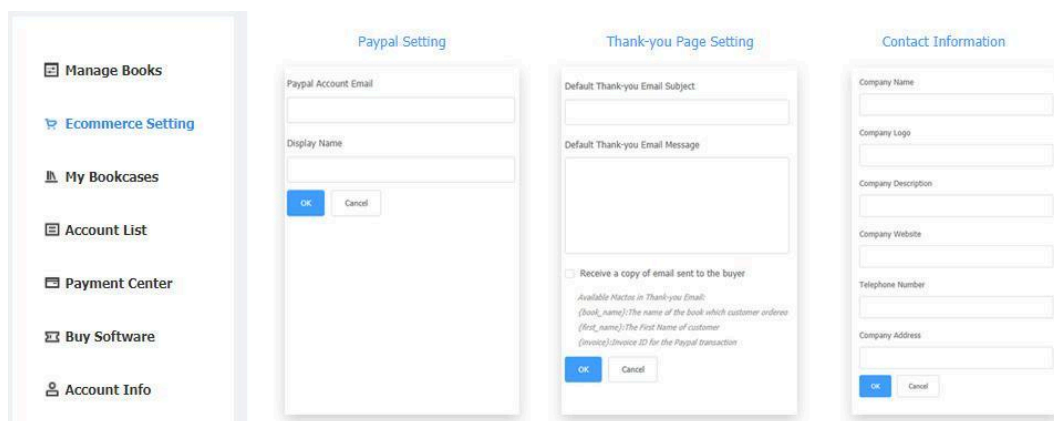 Manage Books
Ecommerce Setting
My Bookcases
Account List
Payment Center
Buy Software
Account Info
Paypal Setting
Paypal Account Email
Display Name
OK Cancel
Thank-you Page Setting
Default Thank-you Email Subject
Default Thank-you Email Message
Receive a copy of email sent to the buyer
Available Mactos in Thank-you Email:
{book_name}:The name of the book which customer ordereo
{first_name}:The First Name of customer
{invoice}:Invoice ID for the Paypal transaction
OK Cancel
Contact Information
Company Name
Company Logo
Company Description
Company Website
Telephone Number
Company Address
OK Cancel